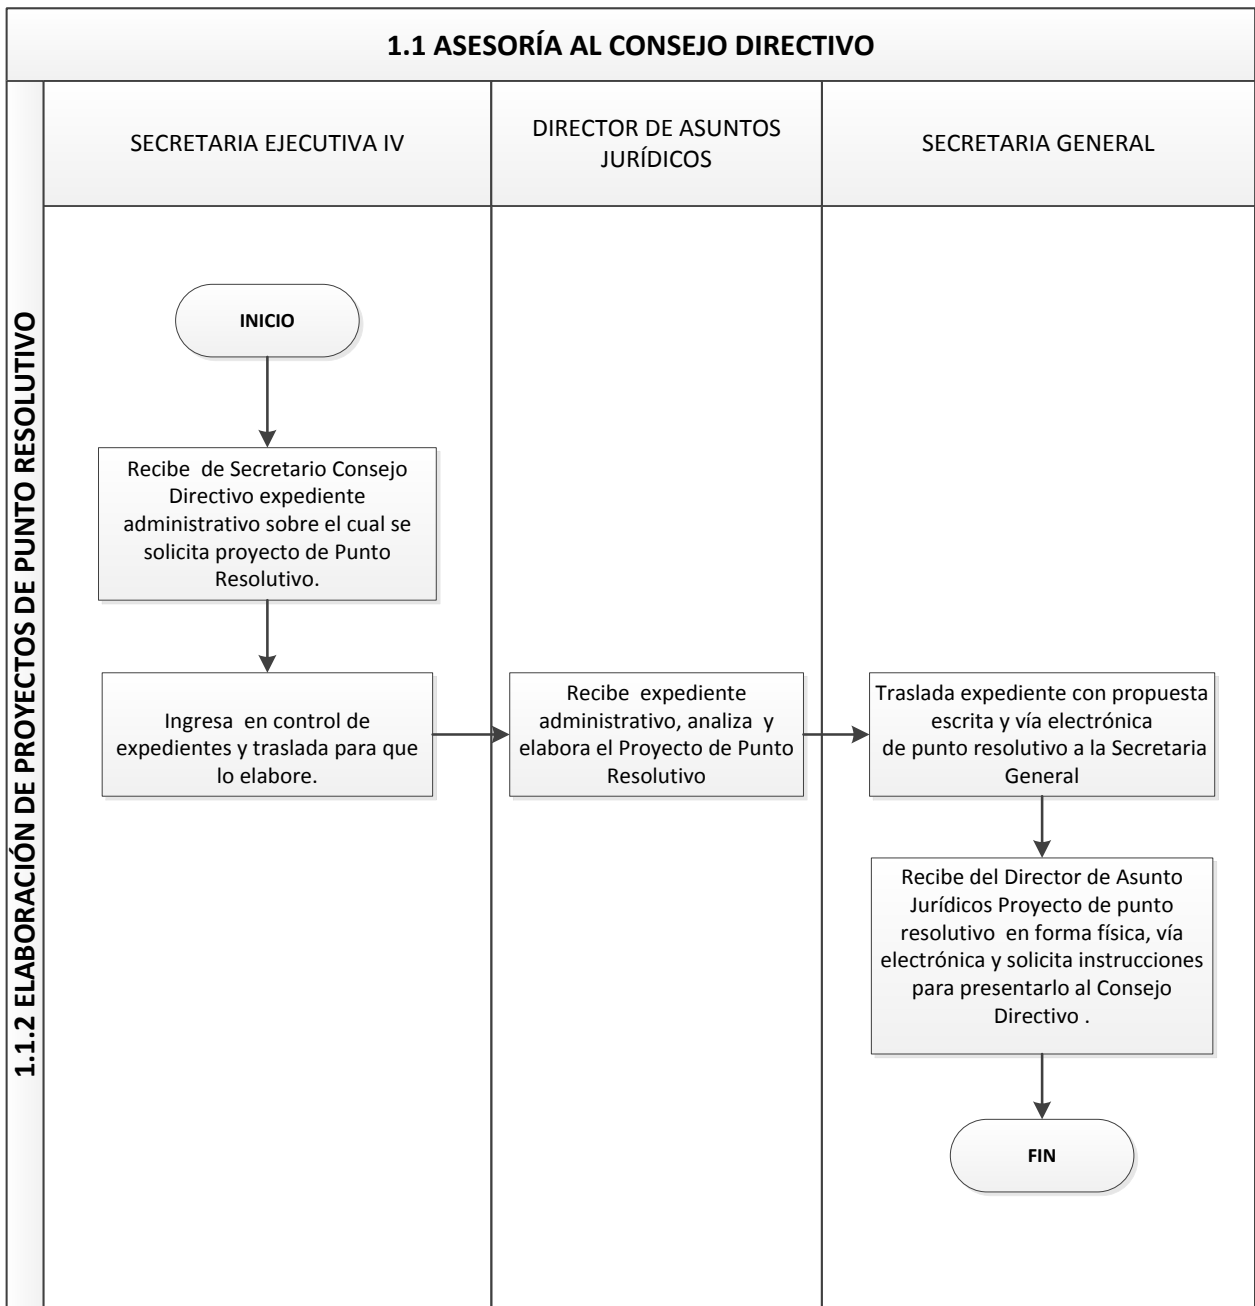 1.1 ASESORÍA AL CONSEJO DIRECTIVO
1.1.2 ELABORACIÓN DE PROYECTOS DE PUNTO RESOLUTIVO
SECRETARIA EJECUTIVA IV
DIRECTOR DE ASUNTOS
JURÍDICOS
SECRETARIA GENERAL
INICIO
Recibe de Secretario Consejo
Directivo expediente
administrativo sobre el cual se
solicita proyecto de Punto
Resolutivo.
Ingresa en control de
expedientes y traslada para que
lo elabore.
Recibe expediente
administrativo, analiza y
elabora el Proyecto de Punto
Resolutivo
Traslada expediente con propuesta
escrita y vía electrónica
de punto resolutivo a la Secretaria
General
Recibe del Director de Asunto
Jurídicos Proyecto de punto
resolutivo en forma física, vía
electrónica y solicita instrucciones
para presentarlo al Consejo
Directivo .
FIN